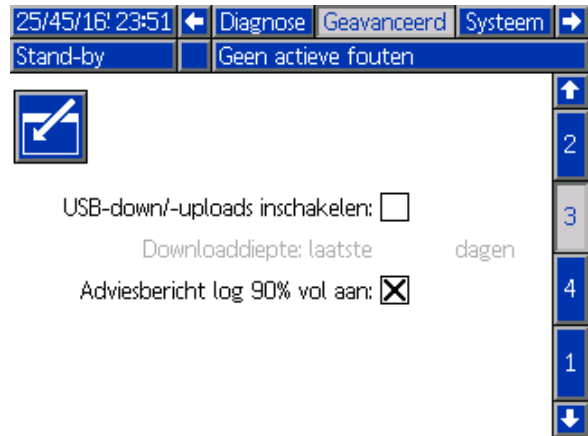 25/45/16! 23:51 Diagnose Geavanceerd Systeem
Stand-by Geen actieve fouten
2
USB-down/-uploads inschakelen:
3
Downloaddiepte: laatste dagen
Adviesbericht log 90% vol aan:
4
1